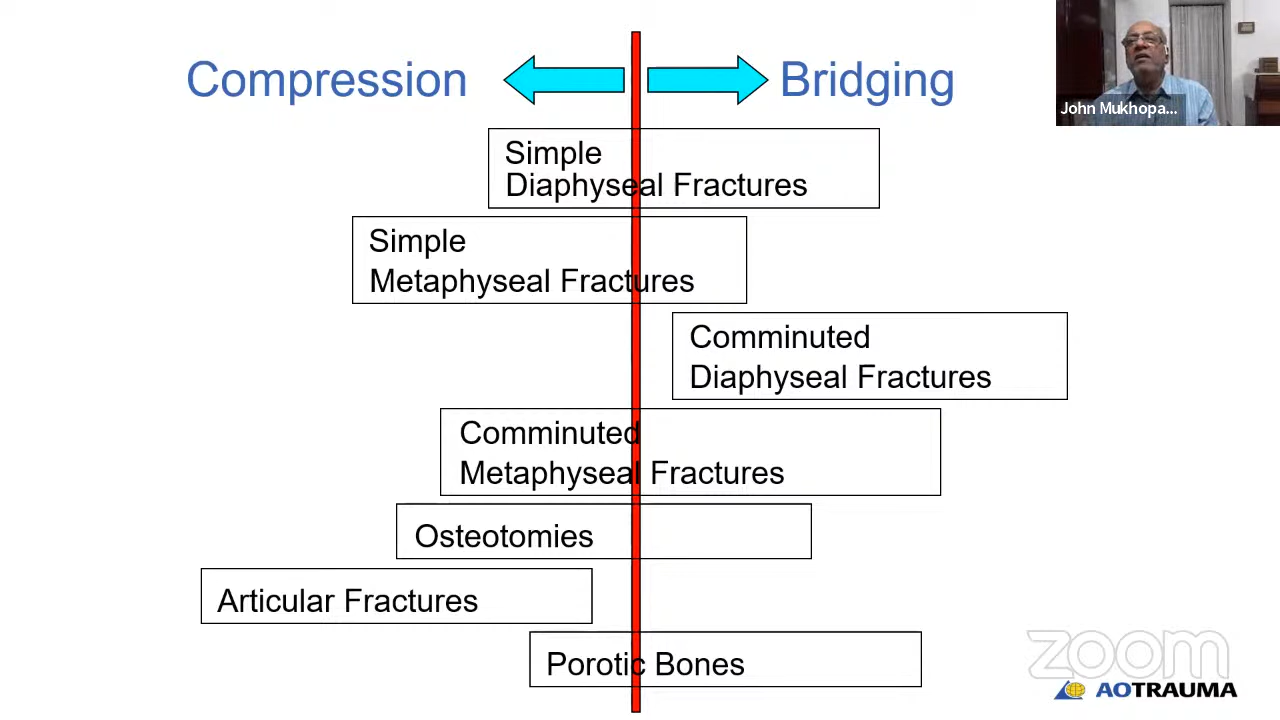 Compression
Bridging
John Mukhopa...
Simple
Diaphyseal Fractures
Simple
Metaphyseal Fractures
Comminuted
Diaphyseal Fractures
Comminuted
Metaphyseal Fractures
Osteotomies
Articular Fractures
Porotic Bones
zoom
AOTRAUMA